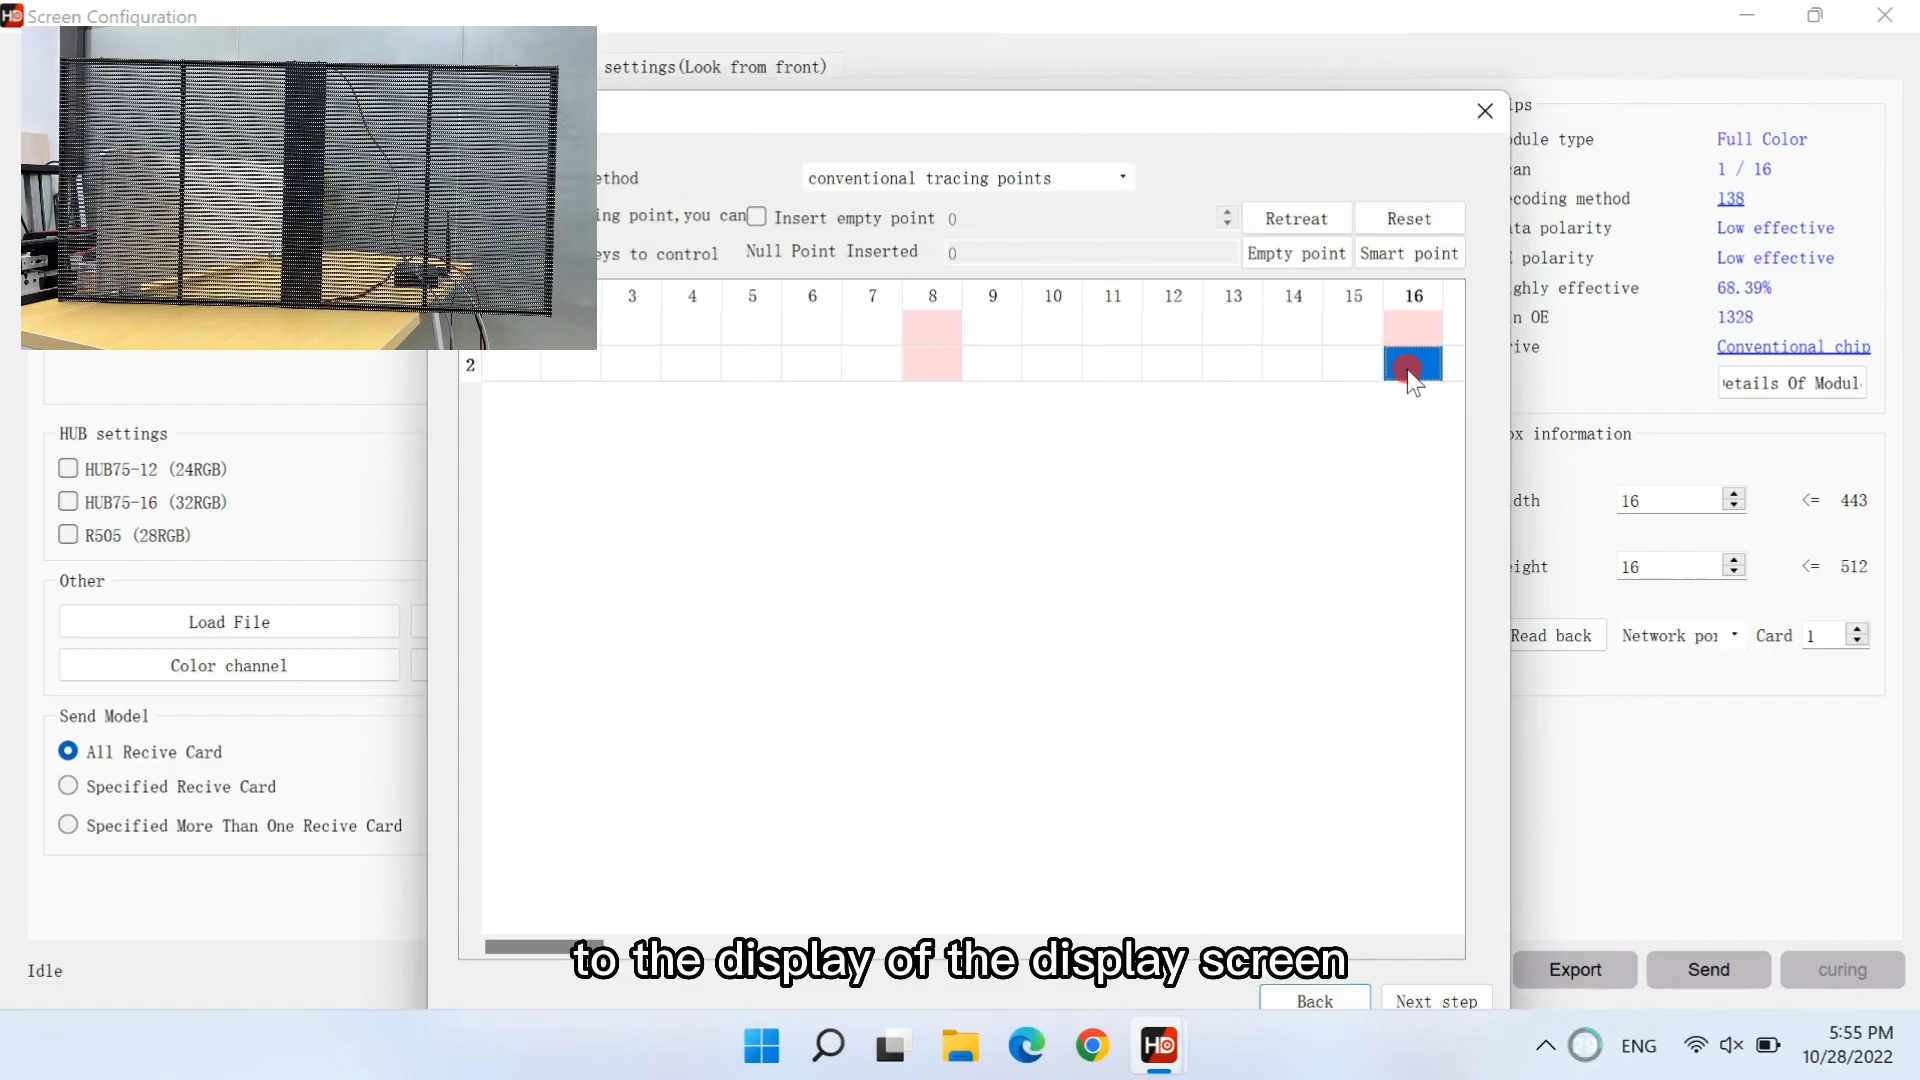 HD Screen Configuration
settings(Look from front)
conventional tracing points
ing point,you can Insert empty point 0 Retreat Reset
eys to control Null Point Inserted 0 Empty point Smart point
3 4 5 6 7 8 9 10 11 12 13 14 15 16
2
HUB settings
HUB75-12 (24RGB)
HUB75-16 (32RGB)
R505 (28RGB)
Other
Load File
Color channel
Send Model
All Recive Card
Specified Recive Card
Specified More Than One Recive Card
Idle
dule type Full Color
1 / 16
coding method 138
ta polarity Low effective
polarity Low effective
ghly effective 68.39%
n OE 1328
ive Conventional chip
etails Of Modul
ox information
dth 16 <= 443
eight 16 <= 512
Read back Network por Card 1
to the display of the display screen
Export Send curing
Back Next step
HD
ENG
5:55 PM
10/28/2022